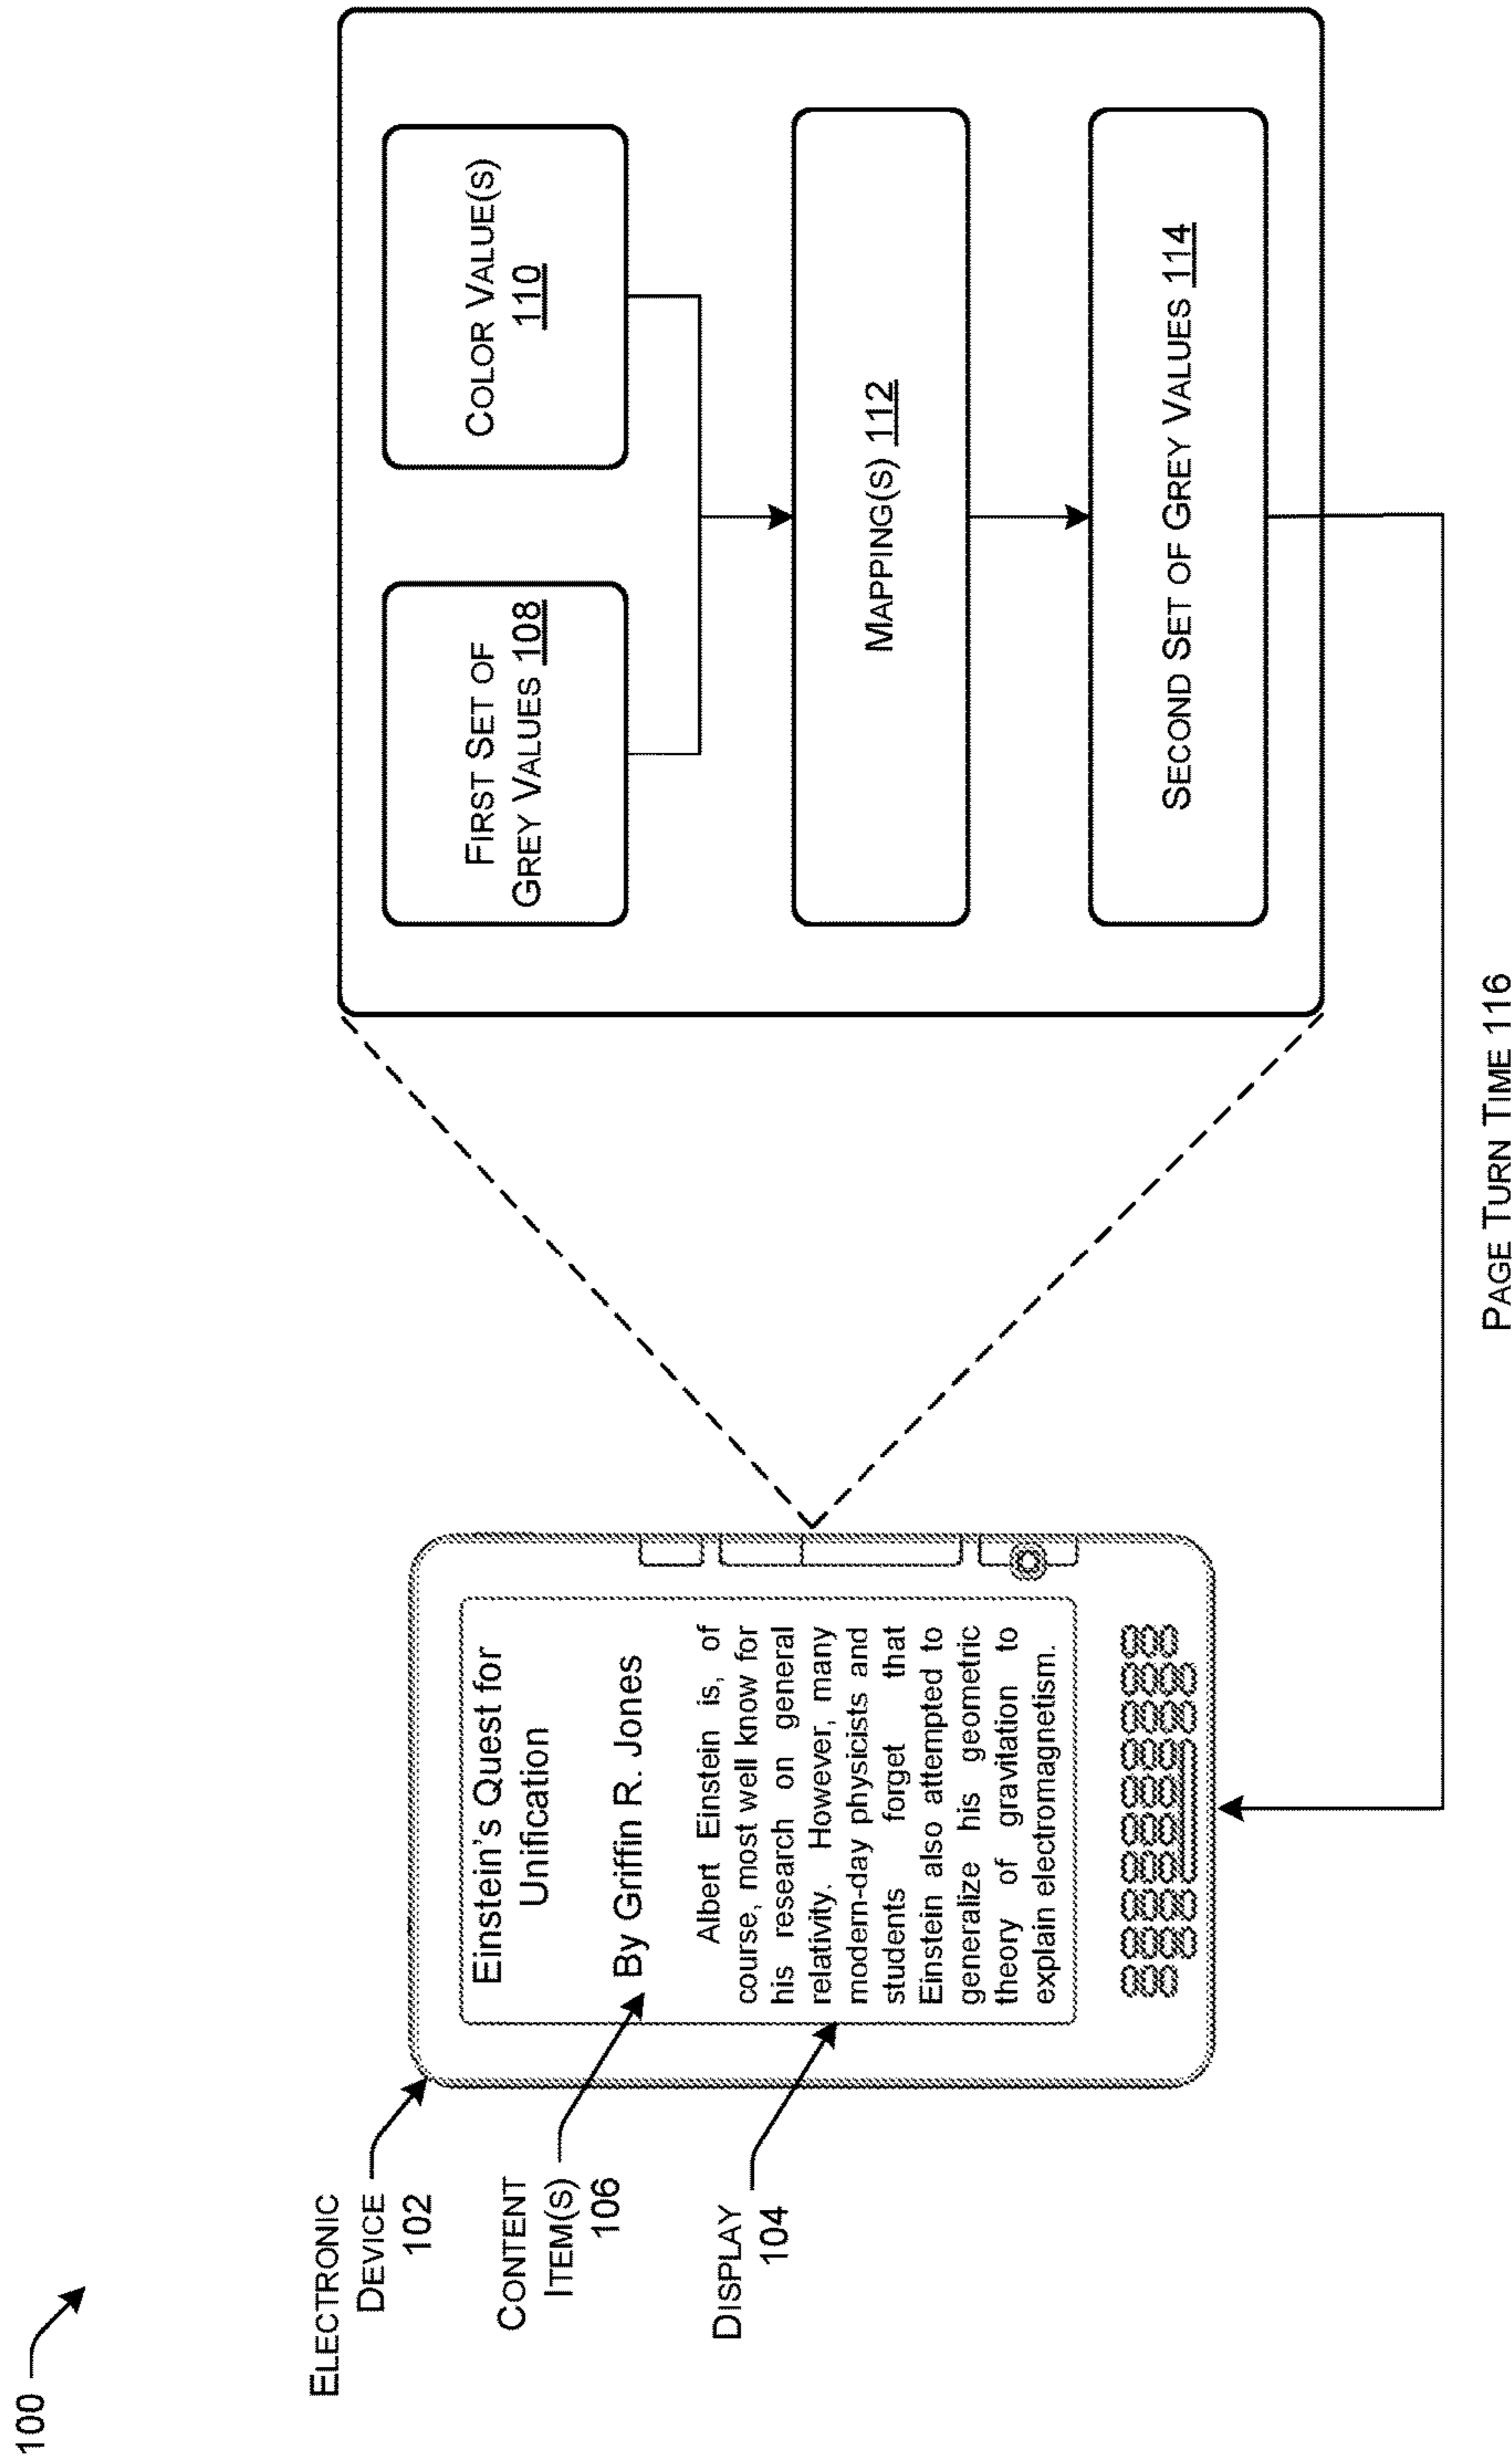 100
ELECTRONIC
DEVICE
102
CONTENT
ITEM(S)
106
DISPLAY
104
Einstein's Quest for
Unification
By Griffin R. Jones
Albert Einstein is, of
course, most well know for
his research on general
relativity. However, many
modern-day physicists and
students forget that
Einstein also attempted to
generalize his geometric
theory of gravitation to
explain electromagnetism.
FIRST SET OF
GREY VALUES 108
COLOR VALUE(S)
110
MAPPING(S) 112
SECOND SET OF GREY VALUES 114
PAGE TURN TIME 116